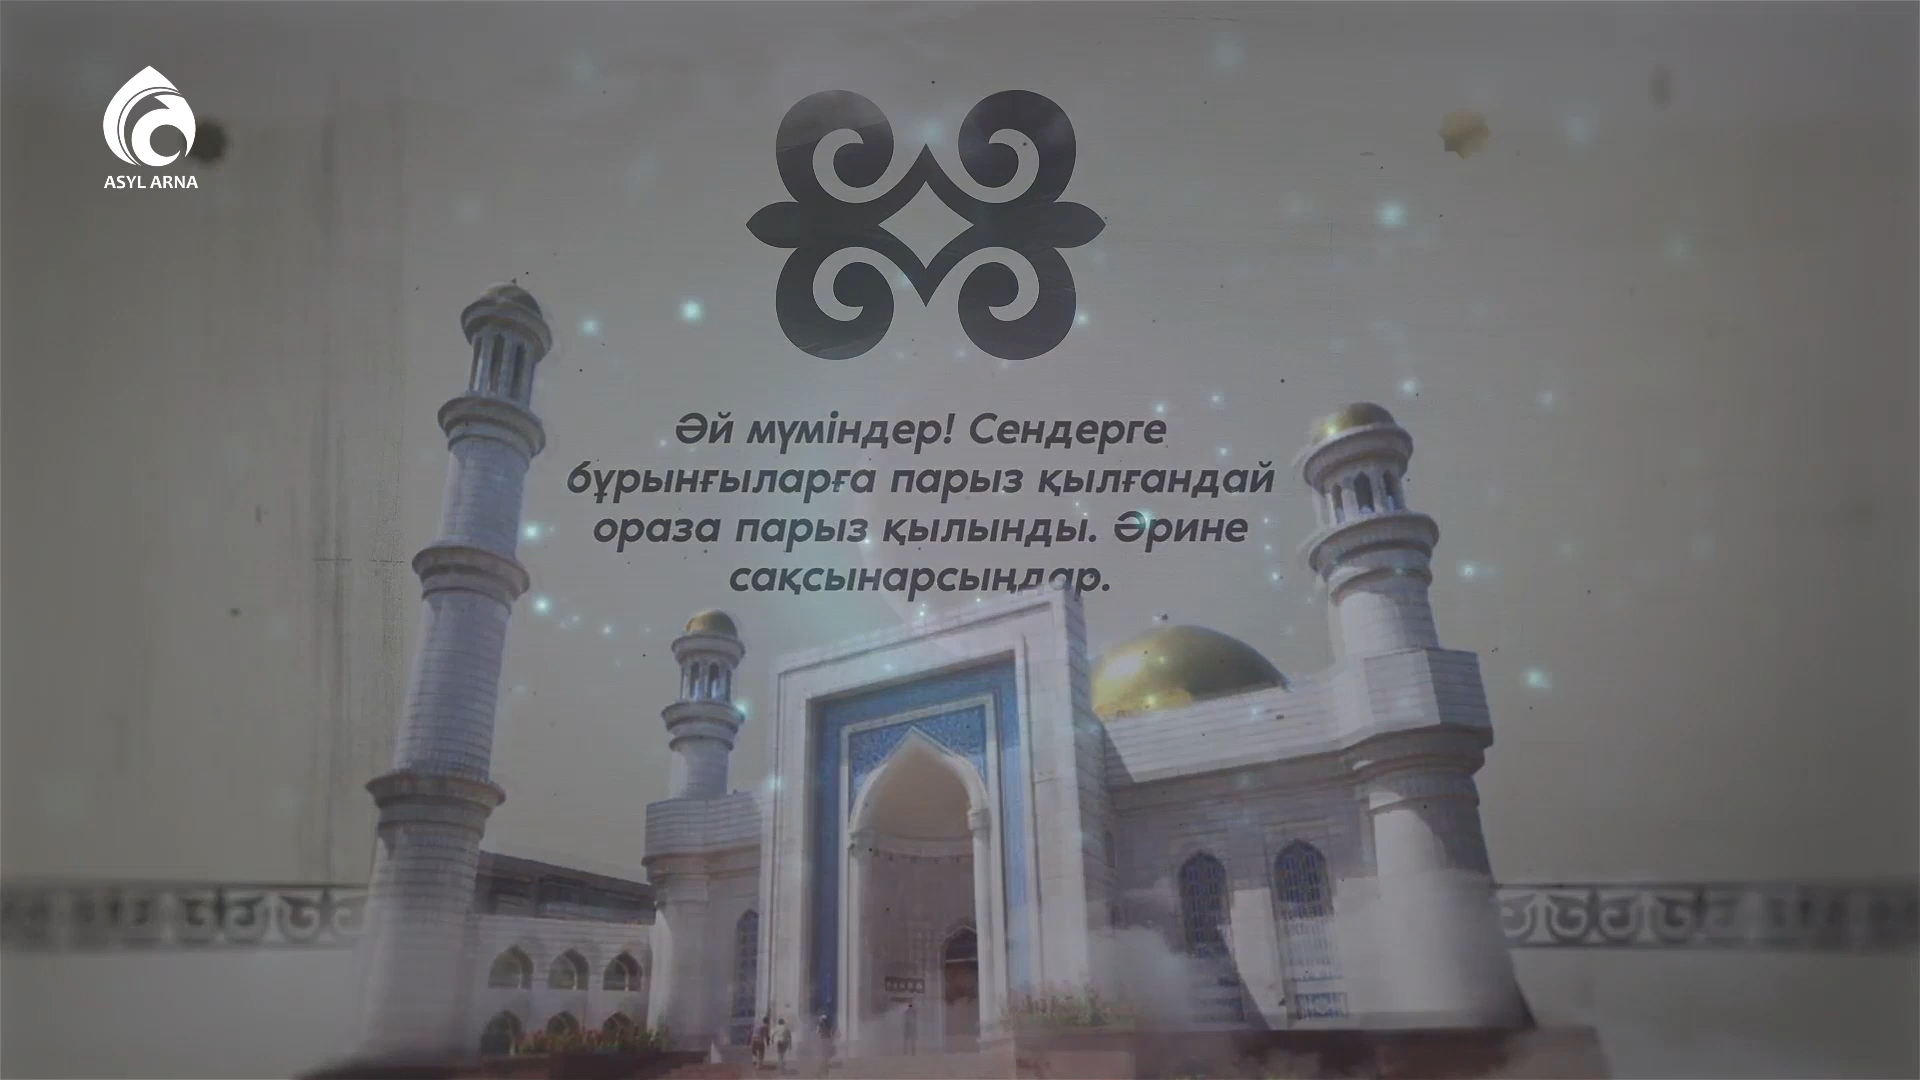 ASYL ARNA
Әй мүміндер! Сендерге
бұрынғыларға парыз қылғандай
ораза парыз қылынды. Әрине
сақсынарсыңдар.